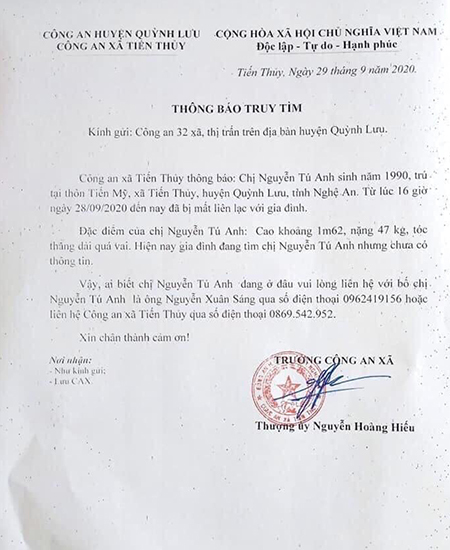 CÔNG AN HUYỆN QUỲNH LƯU
CÔNG AN XÃ TIẾN THỦY
CỘNG HÒA XÃ HỘI CHỦ NGHĨA VIỆT NAM
Độc lập - Tự do - Hạnh phúc
Tiến Thủy, Ngày 29 tháng 9 năm 2020.
THÔNG BÁO TRUY TÌM
Kính gửi: Công an 32 xã, thị trấn trên địa bàn huyện Quỳnh Lưu.
Công an xã Tiến Thủy thông báo: Chị Nguyễn Tú Anh sinh năm 1990, trú
tại thôn Tiến Mỹ, xã Tiến Thủy, huyện Quỳnh Lưu, tỉnh Nghệ An. Từ lúc 16 giờ
ngày 28/09/2020 đến nay đã bị mất liên lạc với gia đình.
Đặc điểm của chị Nguyễn Tú Anh: Cao khoảng 1m62, nặng 47 kg, tóc
thẳng dài quá vai. Hiện nay gia đình đang tìm chị Nguyễn Tú Anh nhưng chưa có
thông tin.
Vậy, ai biết chị Nguyễn Tú Anh đang ở đâu vui lòng liên hệ với bố chị
Nguyễn Tú Anh là ông Nguyễn Xuân Sáng qua số điện thoại 0962419156 hoặc
liên hệ Công an xã Tiến Thủy qua số điện thoại 0869.542.952.
Xin chân thành cảm ơn!
Nơi nhận:
- Như kính gửi;
- Lưu CAX.
TRƯỞNG CÔNG AN XÃ
Thượng úy Nguyễn Hoàng Hiếu